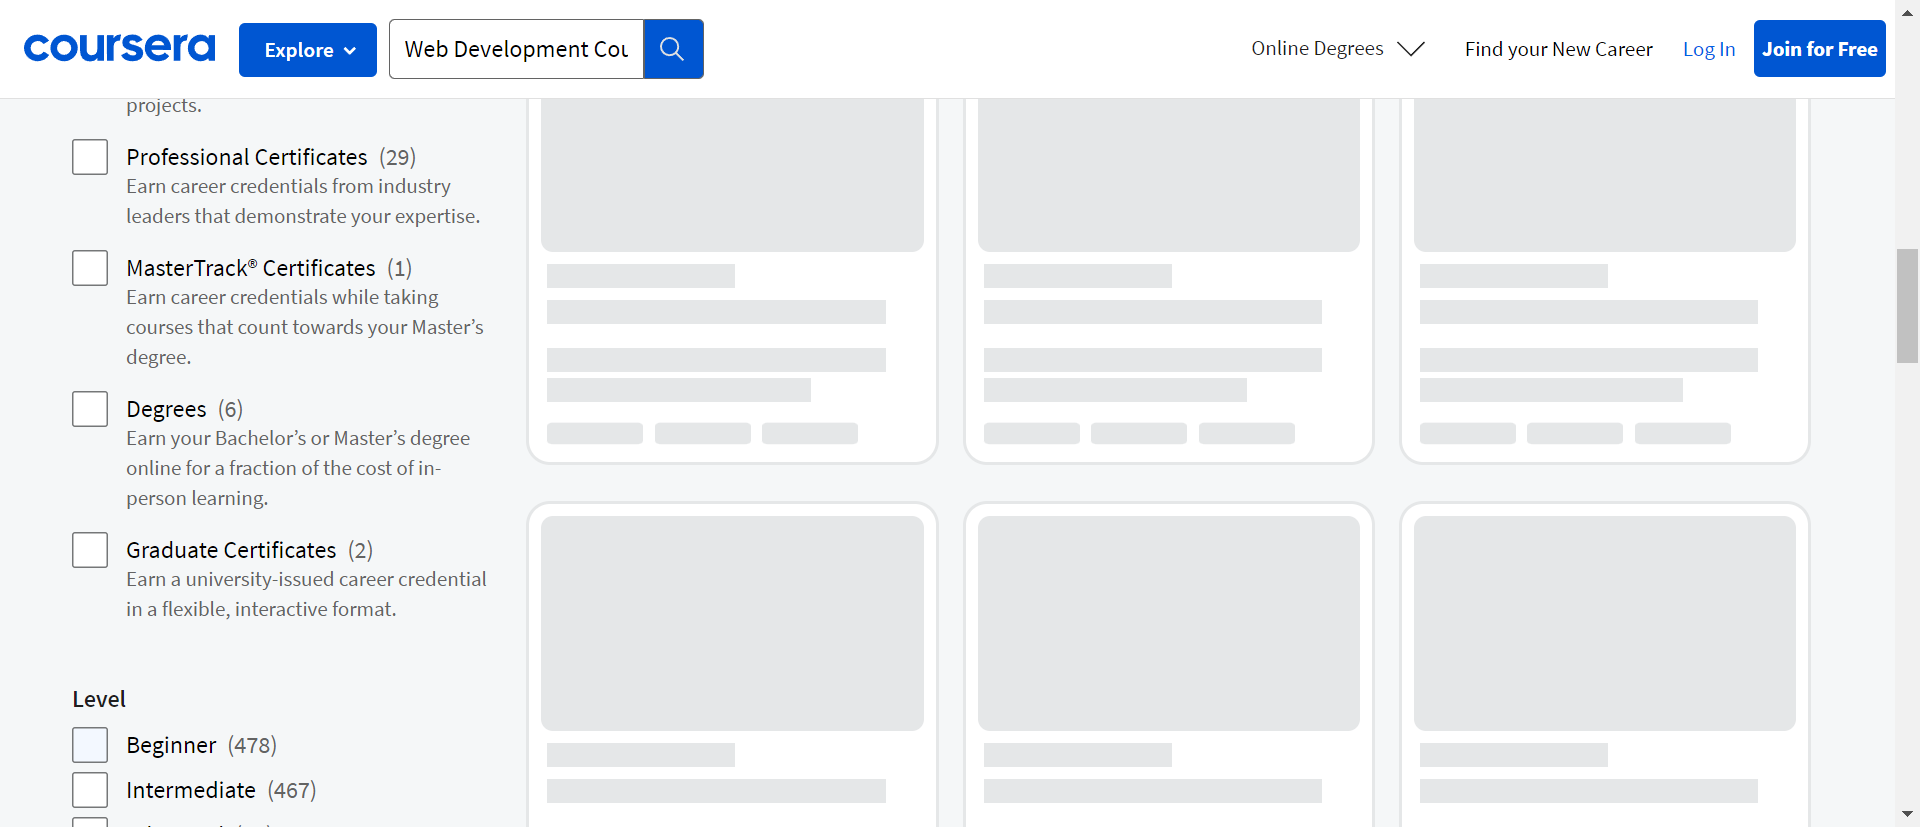 coursera
Explore
Web Development Cou
Online Degrees
Find your New Career
Log In
Join for Free
projects.
Professional Certificates (29)
Earn career credentials from industry
leaders that demonstrate your expertise.
MasterTrack® Certificates (1)
Earn career credentials while taking
courses that count towards your Master’s
degree.
Degrees (6)
Earn your Bachelor’s or Master’s degree
online for a fraction of the cost of in-
person learning.
Graduate Certificates (2)
Earn a university-issued career credential
in a flexible, interactive format.
Level
Beginner (478)
Intermediate (467)